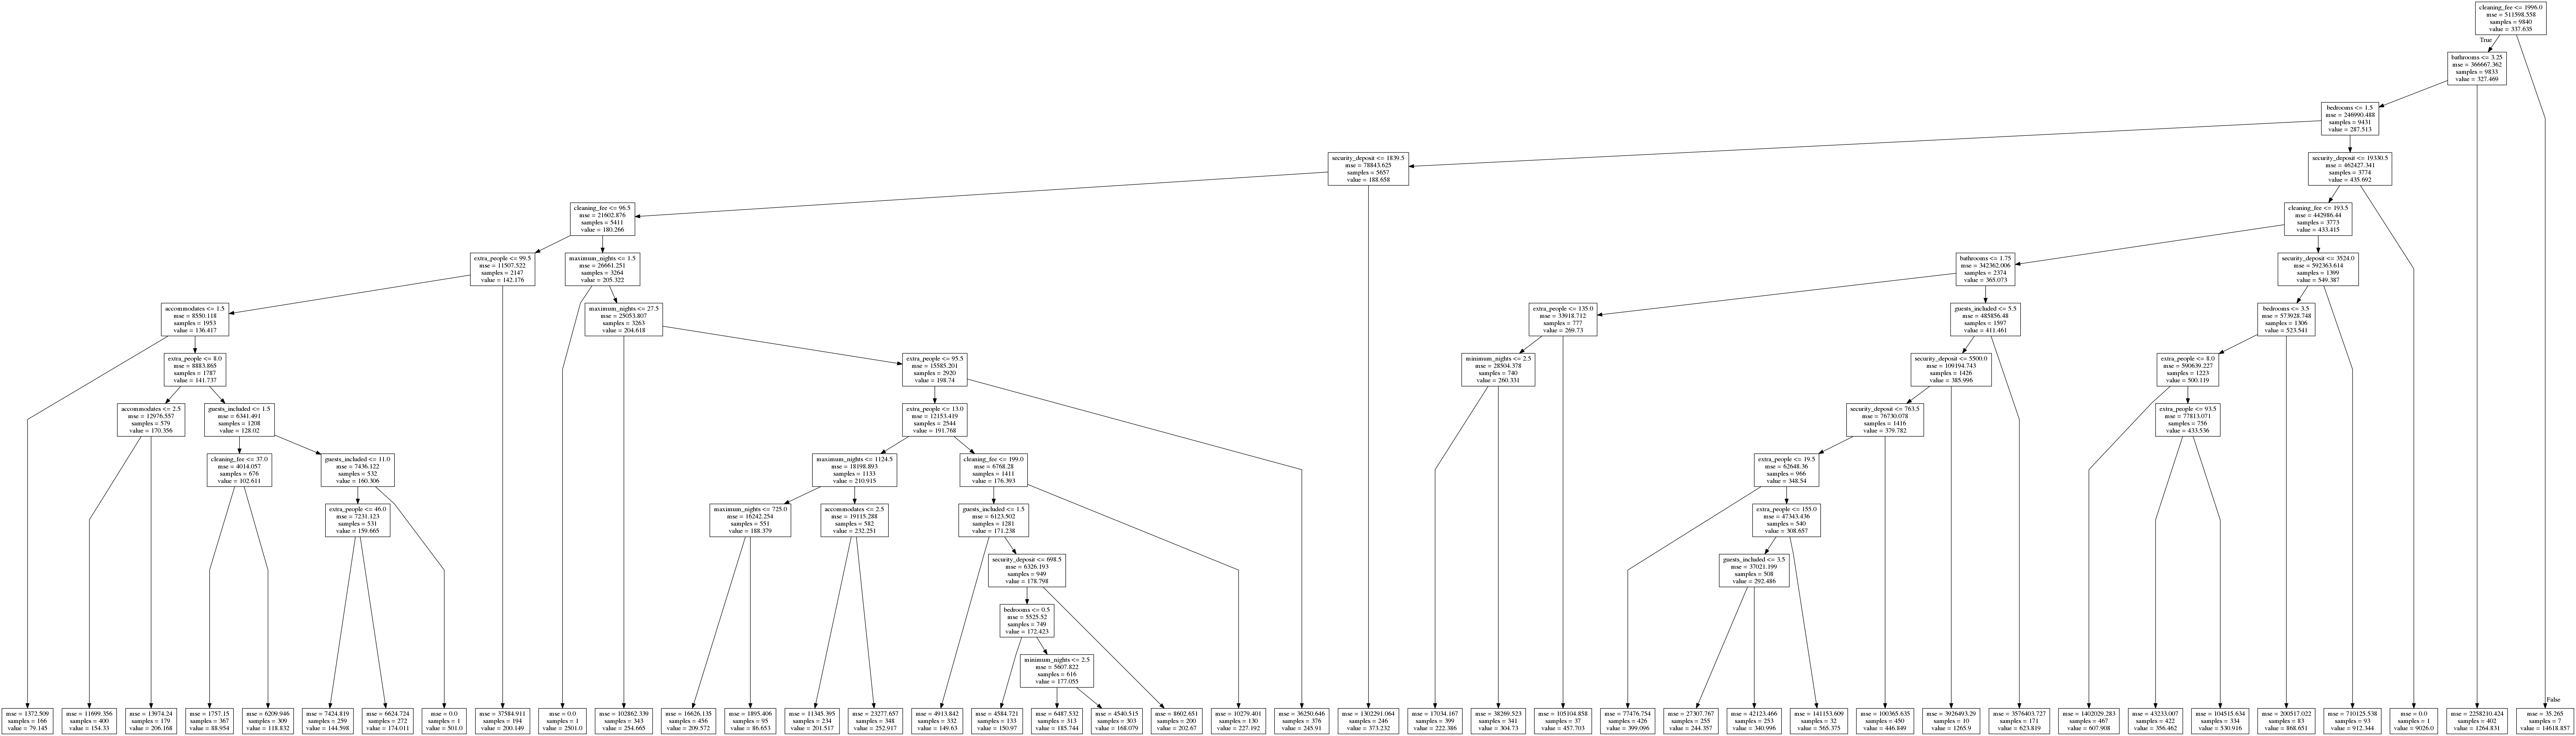 cleaning_fee <= 1996.0
mse = 511598.558
samples = 9840
value = 337.635
True
bathrooms <= 3.25
mse = 366667.362
samples = 9833
value = 327.469
bedrooms <= 1.5
mse = 246990.488
samples = 9431
value = 287.513
security_deposit <= 1839.5
mse = 78843.625
samples = 5657
value = 188.658
security_deposit <= 19330.5
mse = 462427.341
samples = 3774
value = 435.692
cleaning_fee <= 96.5
mse = 21602.876
samples = 5411
value = 180.266
cleaning_fee <= 193.5
mse = 442986.44
samples = 3773
value = 433.415
extra_people <= 99.5
mse = 11507.522
samples = 2147
value = 142.176
maximum_nights <= 1.5
mse = 26661.251
samples = 3264
value = 205.322
bathrooms <= 1.75
mse = 342362.006
samples = 2374
value = 365.073
security_deposit <= 3524.0
mse = 592363.614
samples = 1399
value = 549.387
accommodates <= 1.5
mse = 8550.118
samples = 1953
value = 136.417
maximum_nights <= 27.5
mse = 25053.807
samples = 3263
value = 204.618
extra_people <= 135.0
mse = 33918.712
samples = 777
value = 269.73
guests_included <= 5.5
mse = 485856.48
samples = 1597
value = 411.461
bedrooms <= 3.5
mse = 573928.748
samples = 1306
value = 523.541
extra_people <= 8.0
mse = 8883.865
samples = 1787
value = 141.737
extra_people <= 95.5
mse = 15585.201
samples = 2920
value = 198.74
minimum_nights <= 2.5
mse = 28504.378
samples = 740
value = 260.331
security_deposit <= 5500.0
mse = 109194.743
samples = 1426
value = 385.996
extra_people <= 8.0
mse = 590639.227
samples = 1223
value = 500.119
accommodates <= 2.5
mse = 12976.557
samples = 579
value = 170.356
guests_included <= 1.5
mse = 6341.491
samples = 1208
value = 128.02
extra_people <= 13.0
mse = 12153.419
samples = 2544
value = 191.768
security_deposit <= 763.5
mse = 76730.078
samples = 1416
value = 379.782
extra_people <= 93.5
mse = 77813.071
samples = 756
value = 433.536
cleaning_fee <= 37.0
mse = 4014.057
samples = 676
value = 102.611
guests_included <= 11.0
mse = 7436.122
samples = 532
value = 160.306
maximum_nights <= 1124.5
mse = 18198.893
samples = 1133
value = 210.915
cleaning_fee <= 199.0
mse = 6768.28
samples = 1411
value = 176.393
extra_people <= 19.5
mse = 62648.36
samples = 966
value = 348.54
extra_people <= 46.0
mse = 7231.123
samples = 531
value = 159.665
maximum_nights <= 725.0
mse = 16242.254
samples = 551
value = 188.379
accommodates <= 2.5
mse = 19115.288
samples = 582
value = 232.251
guests_included <= 1.5
mse = 6123.502
samples = 1281
value = 171.238
extra_people <= 155.0
mse = 47343.436
samples = 540
value = 308.657
security_deposit <= 698.5
mse = 6326.193
samples = 949
value = 178.798
guests_included <= 3.5
mse = 37021.199
samples = 508
value = 292.486
bedrooms <= 0.5
mse = 5525.52
samples = 749
value = 172.423
minimum_nights <= 2.5
mse = 5607.822
samples = 616
value = 177.055
False
mse = 1372.509
samples = 166
value = 79.145
mse = 11699.356
samples = 400
value = 154.33
mse = 13974.24
samples = 179
value = 206.168
mse = 1757.15
samples = 367
value = 88.954
mse = 6209.946
samples = 309
value = 118.832
mse = 7424.819
samples = 259
value = 144.598
mse = 6624.724
samples = 272
value = 174.011
mse = 0.0
samples = 1
value = 501.0
mse = 37584.911
samples = 194
value = 200.149
mse = 0.0
samples = 1
value = 2501.0
mse = 102862.339
samples = 343
value = 254.665
mse = 16626.135
samples = 456
value = 209.572
mse = 1895.406
samples = 95
value = 86.653
mse = 11345.395
samples = 234
value = 201.517
mse = 23277.657
samples = 348
value = 252.917
mse = 4913.842
samples = 332
value = 149.63
mse = 4584.721
samples = 133
value = 150.97
mse = 6487.532
samples = 313
value = 185.744
mse = 4540.515
samples = 303
value = 168.079
mse = 8602.651
samples = 200
value = 202.67
mse = 10279.401
samples = 130
value = 227.192
mse = 36250.646
samples = 376
value = 245.91
mse = 1302291.064
samples = 246
value = 373.232
mse = 17034.167
samples = 399
value = 222.386
mse = 38269.523
samples = 341
value = 304.73
mse = 105104.858
samples = 37
value = 457.703
mse = 77476.754
samples = 426
value = 399.096
mse = 27307.767
samples = 255
value = 244.357
mse = 42123.466
samples = 253
value = 340.996
mse = 141153.609
samples = 32
value = 565.375
mse = 100365.635
samples = 450
value = 446.849
mse = 3926493.29
samples = 10
value = 1265.9
mse = 3576403.727
samples = 171
value = 623.819
mse = 1402029.283
samples = 467
value = 607.908
mse = 43233.007
samples = 422
value = 356.462
mse = 104515.634
samples = 334
value = 530.916
mse = 200517.022
samples = 83
value = 868.651
mse = 710125.538
samples = 93
value = 912.344
mse = 0.0
samples = 1
value = 9026.0
mse = 2258210.424
samples = 402
value = 1264.831
mse = 35.265
samples = 7
value = 14618.857